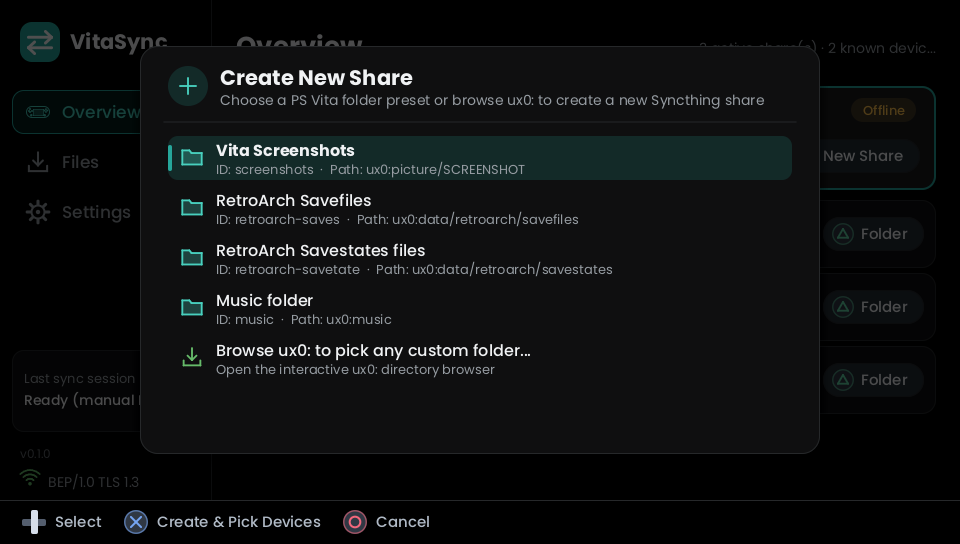 VitaSync
Overview
2 active share(s) · 2 known devic...
Overview
Files
Settings
Offline
New Share
Folder
Folder
Folder
Create New Share
Choose a PS Vita folder preset or browse ux0: to create a new Syncthing share
Vita Screenshots
ID: screenshots · Path: ux0:picture/SCREENSHOT
RetroArch Savefiles
ID: retroarch-saves · Path: ux0:data/retroarch/savefiles
RetroArch Savestates files
ID: retroarch-savetate · Path: ux0:data/retroarch/savestates
Music folder
ID: music · Path: ux0:music
Browse ux0: to pick any custom folder...
Open the interactive ux0: directory browser
Last sync session
Ready (manual
v0.1.0
BEP/1.0 TLS 1.3
Select
Create & Pick Devices
Cancel